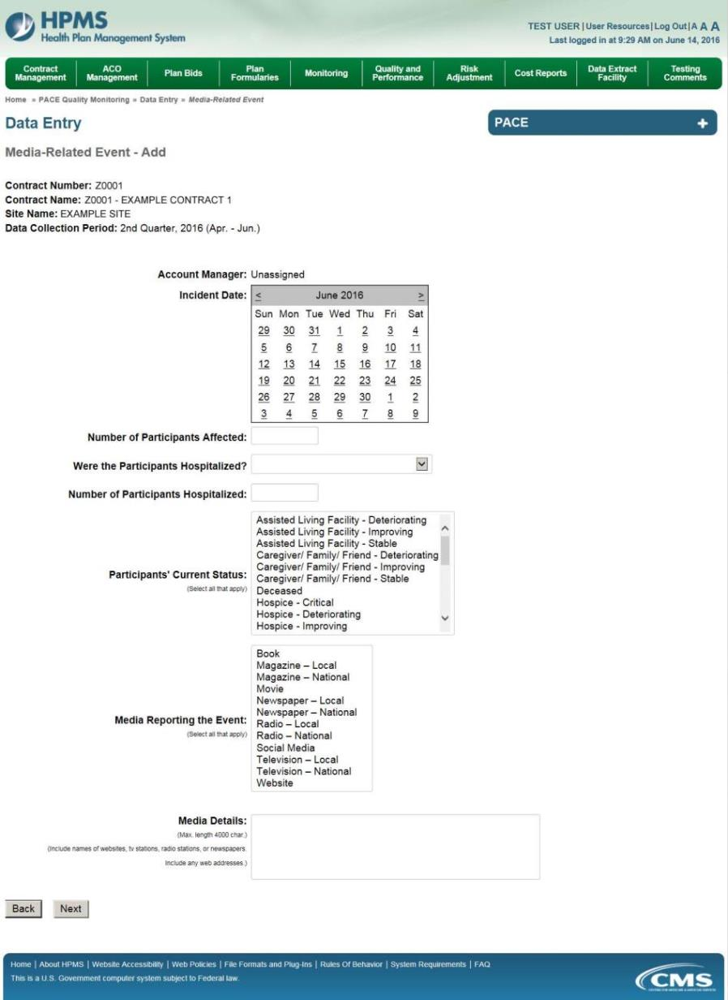 HPMS
Health Plan Management System
TEST USER | User Resources | Log Out | A A A
Last logged in at 9:29 AM on June 14, 2016
Contract Management
ACO Management
Plan Bids
Plan Formularies
Monitoring
Quality and Performance
Risk Adjustment
Cost Reports
Data Extract Facility
Testing Comments
Home » PACE Quality Monitoring » Data Entry » Media-Related Event
Data Entry
PACE +
Media-Related Event - Add
Contract Number: Z0001
Contract Name: Z0001 - EXAMPLE CONTRACT 1
Site Name: EXAMPLE SITE
Data Collection Period: 2nd Quarter, 2016 (Apr. - Jun.)
Account Manager: Unassigned
Incident Date:
< June 2016 >
Sun Mon Tue Wed Thu Fri Sat
29 30 31 1 2 3 4
5 6 7 8 9 10 11
12 13 14 15 16 17 18
19 20 21 22 23 24 25
26 27 28 29 30 1 2
3 4 5 6 7 8 9
Number of Participants Affected:
Were the Participants Hospitalized?
Number of Participants Hospitalized:
Participants' Current Status:
(Select all that apply)
Assisted Living Facility - Deteriorating
Assisted Living Facility - Improving
Assisted Living Facility - Stable
Caregiver/ Family/ Friend - Deteriorating
Caregiver/ Family/ Friend - Improving
Caregiver/ Family/ Friend - Stable
Deceased
Hospice - Critical
Hospice - Deteriorating
Hospice - Improving
Media Reporting the Event:
(Select all that apply)
Book
Magazine – Local
Magazine – National
Movie
Newspaper – Local
Newspaper – National
Radio – Local
Radio – National
Social Media
Television – Local
Television – National
Website
Media Details:
(Max. length 4000 char.)
(Include names of websites, tv stations, radio stations, or newspapers.
Include any web addresses.)
Back Next
Home | About HPMS | Website Accessibility | Web Policies | File Formats and Plug-Ins | Rules Of Behavior | System Requirements | FAQ
This is a U.S. Government computer system subject to Federal law.
CMS
CENTERS FOR MEDICARE & MEDICAID SERVICES